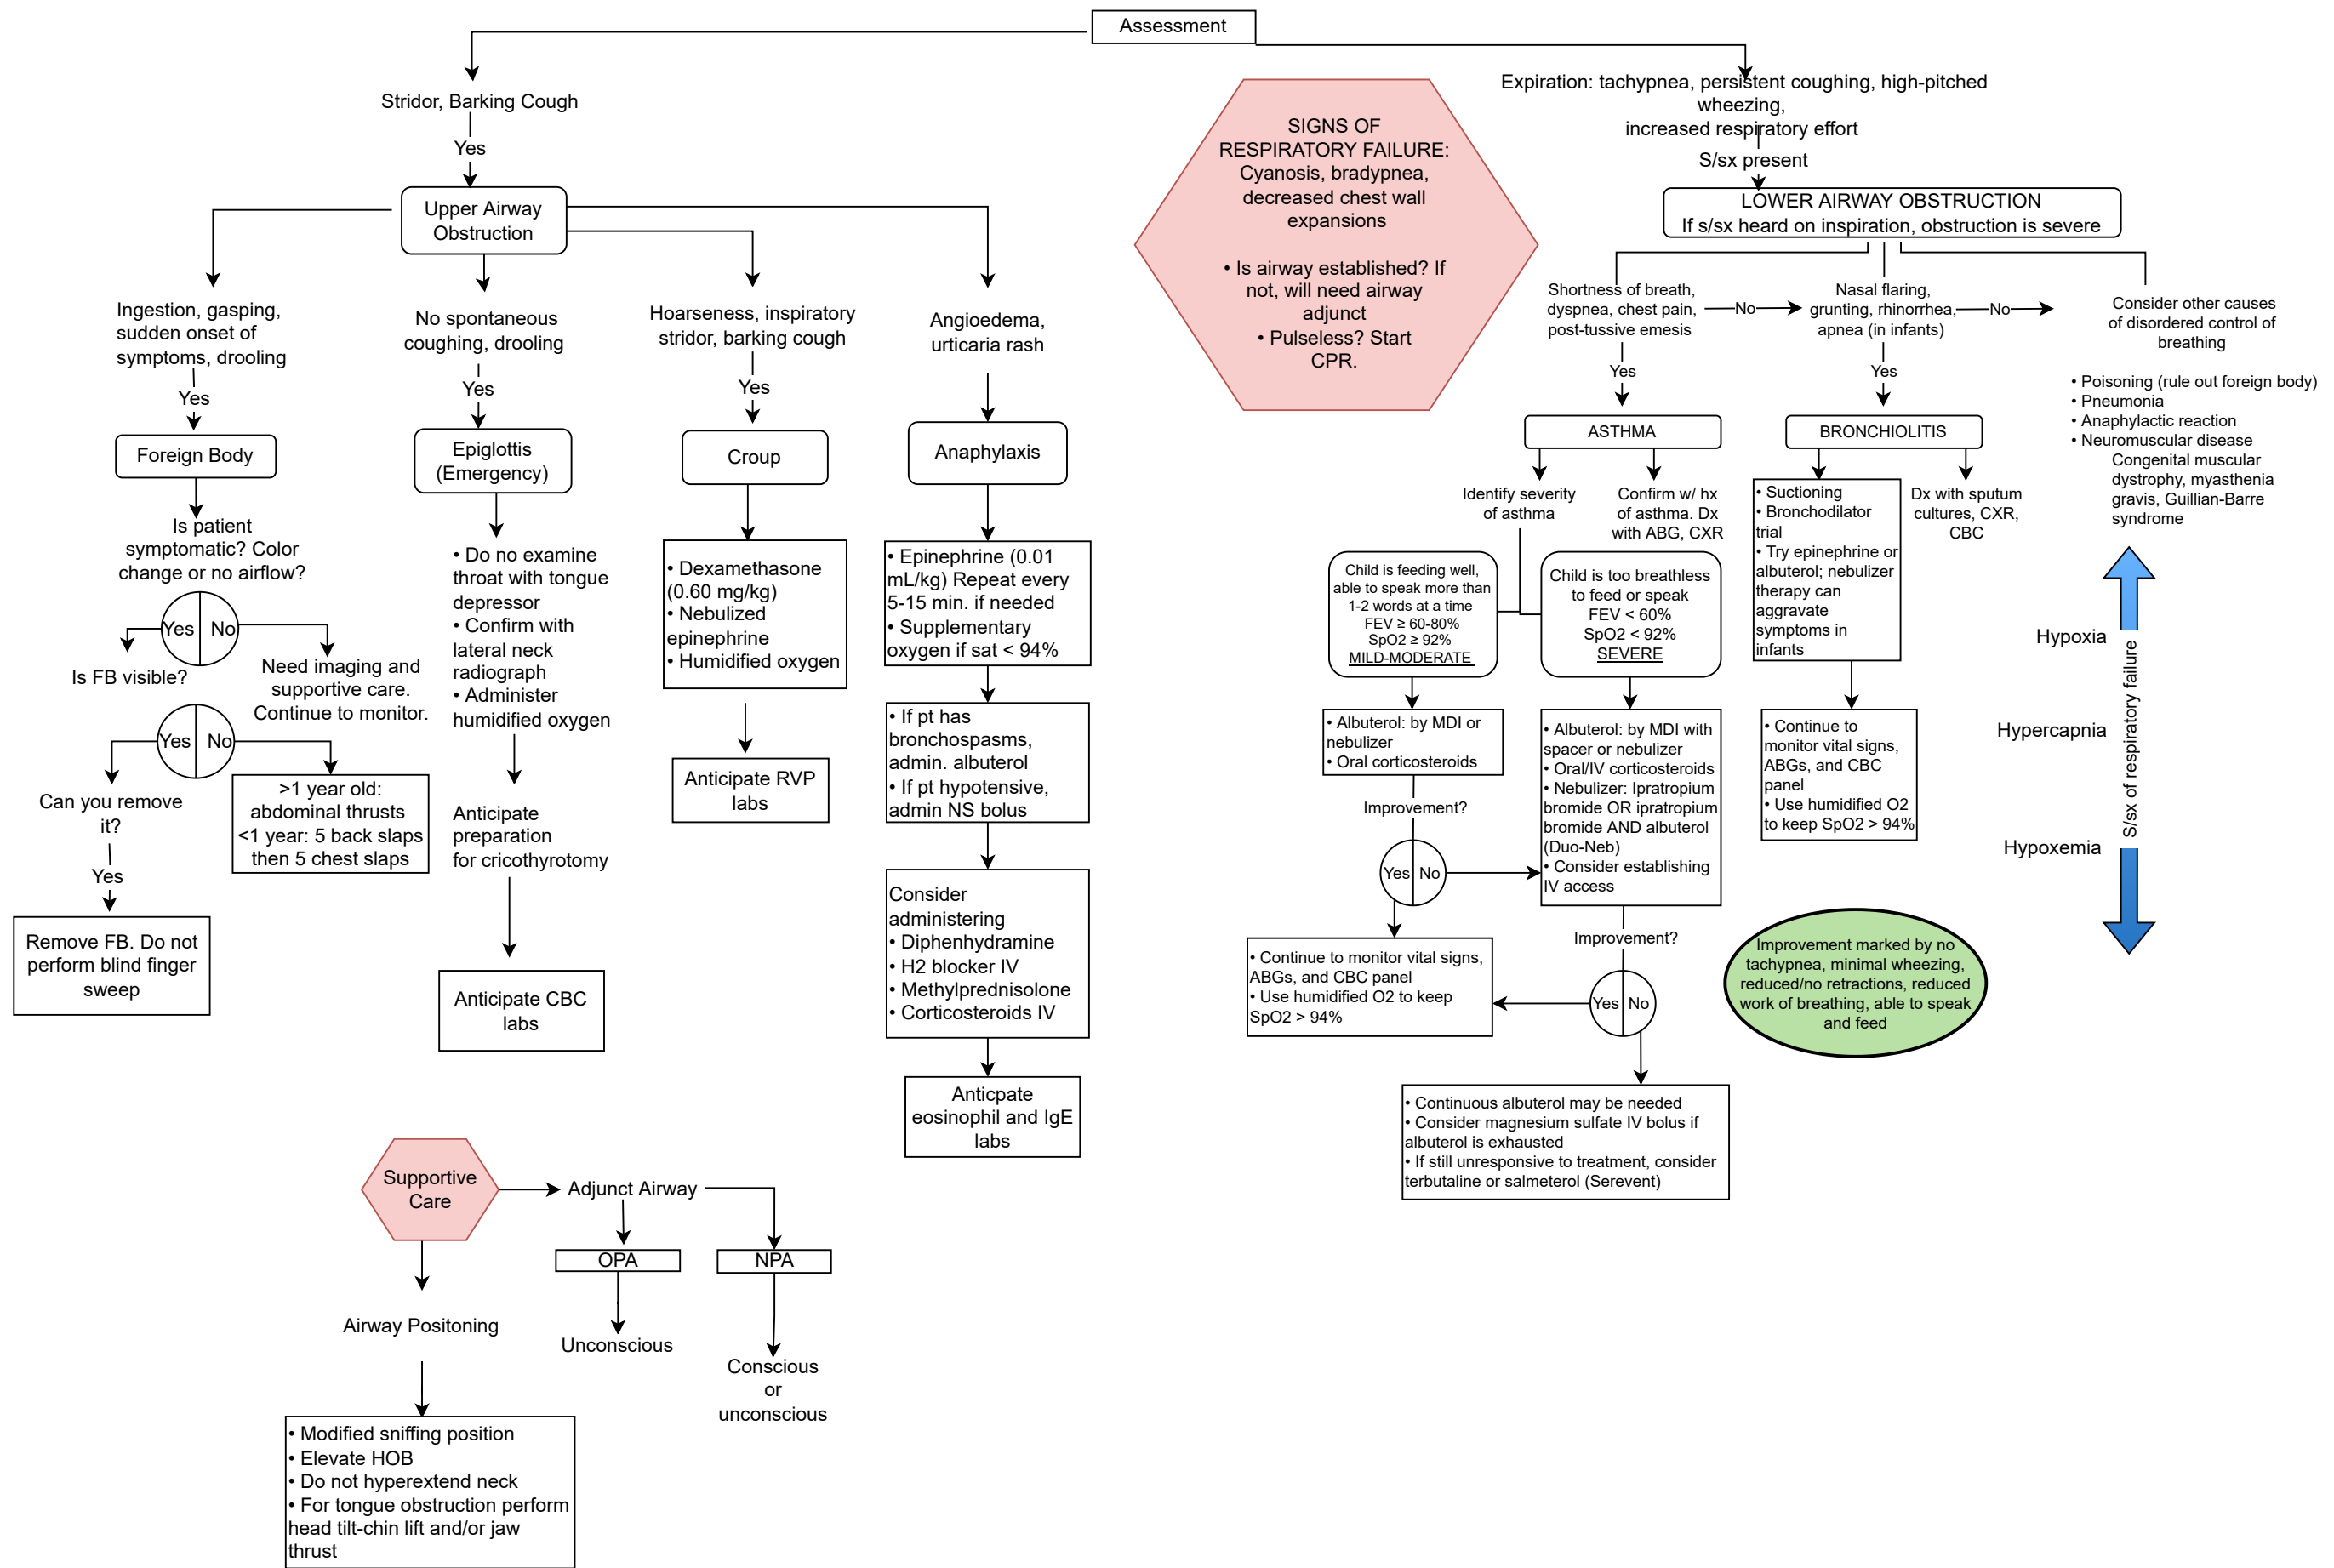 Assessment
Stridor, Barking Cough
Yes
Upper Airway
Obstruction
Ingestion, gasping,
sudden onset of
symptoms, drooling
Yes
Foreign Body
Is patient
symptomatic? Color
change or no airflow?
Yes
No
Is FB visible?
Need imaging and
supportive care.
Continue to monitor.
Yes
No
Can you remove
it?
>1 year old:
abdominal thrusts
<1 year: 5 back slaps
then 5 chest slaps
Yes
Remove FB. Do not
perform blind finger
sweep
No spontaneous
coughing, drooling
Yes
Epiglottis
(Emergency)
• Do no examine
throat with tongue
depressor
• Confirm with
lateral neck
radiograph
• Administer
humidified oxygen
Anticipate
preparation
for cricothyrotomy
Anticipate CBC
labs
Hoarseness, inspiratory
stridor, barking cough
Yes
Croup
• Dexamethasone
(0.60 mg/kg)
• Nebulized
epinephrine
• Humidified oxygen
Anticipate RVP
labs
Angioedema,
urticaria rash
Anaphylaxis
• Epinephrine (0.01
mL/kg) Repeat every
5-15 min. if needed
• Supplementary
oxygen if sat < 94%
• If pt has
bronchospasms,
admin. albuterol
• If pt hypotensive,
admin NS bolus
Consider
administering
• Diphenhydramine
• H2 blocker IV
• Methylprednisolone
• Corticosteroids IV
Anticpate
eosinophil and IgE
labs
SIGNS OF
RESPIRATORY FAILURE:
Cyanosis, bradypnea,
decreased chest wall
expansions
• Is airway established? If
not, will need airway
adjunct
• Pulseless? Start
CPR.
Expiration: tachypnea, persistent coughing, high-pitched
wheezing,
increased respiratory effort
S/sx present
LOWER AIRWAY OBSTRUCTION
If s/sx heard on inspiration, obstruction is severe
Shortness of breath,
dyspnea, chest pain,
post-tussive emesis
No
Nasal flaring,
grunting, rhinorrhea,
apnea (in infants)
No
Consider other causes
of disordered control of
breathing
• Poisoning (rule out foreign body)
• Pneumonia
• Anaphylactic reaction
• Neuromuscular disease
Congenital muscular
dystrophy, myasthenia
gravis, Guillian-Barre
syndrome
Yes
ASTHMA
Identify severity
of asthma
Confirm w/ hx
of asthma. Dx
with ABG, CXR
Child is feeding well,
able to speak more than
1-2 words at a time
FEV ≥ 60-80%
SpO2 ≥ 92%
MILD-MODERATE
Child is too breathless
to feed or speak
FEV < 60%
SpO2 < 92%
SEVERE
• Albuterol: by MDI or
nebulizer
• Oral corticosteroids
Improvement?
Yes
No
• Albuterol: by MDI with
spacer or nebulizer
• Oral/IV corticosteroids
• Nebulizer: Ipratropium
bromide OR ipratropium
bromide AND albuterol
(Duo-Neb)
• Consider establishing
IV access
Improvement?
Yes
No
• Continue to monitor vital signs,
ABGs, and CBC panel
• Use humidified O2 to keep
SpO2 > 94%
• Continuous albuterol may be needed
• Consider magnesium sulfate IV bolus if
albuterol is exhausted
• If still unresponsive to treatment, consider
terbutaline or salmeterol (Serevent)
Yes
BRONCHIOLITIS
• Suctioning
• Bronchodilator
trial
• Try epinephrine or
albuterol; nebulizer
therapy can
aggravate
symptoms in
infants
Dx with sputum
cultures, CXR,
CBC
• Continue to
monitor vital signs,
ABGs, and CBC
panel
• Use humidified O2
to keep SpO2 > 94%
Hypoxia
Hypercapnia
Hypoxemia
S/sx of respiratory failure
Improvement marked by no
tachypnea, minimal wheezing,
reduced/no retractions, reduced
work of breathing, able to speak
and feed
Supportive
Care
Adjunct Airway
OPA
NPA
Unconscious
Conscious
or
unconscious
Airway Positoning
• Modified sniffing position
• Elevate HOB
• Do not hyperextend neck
• For tongue obstruction perform
head tilt-chin lift and/or jaw
thrust